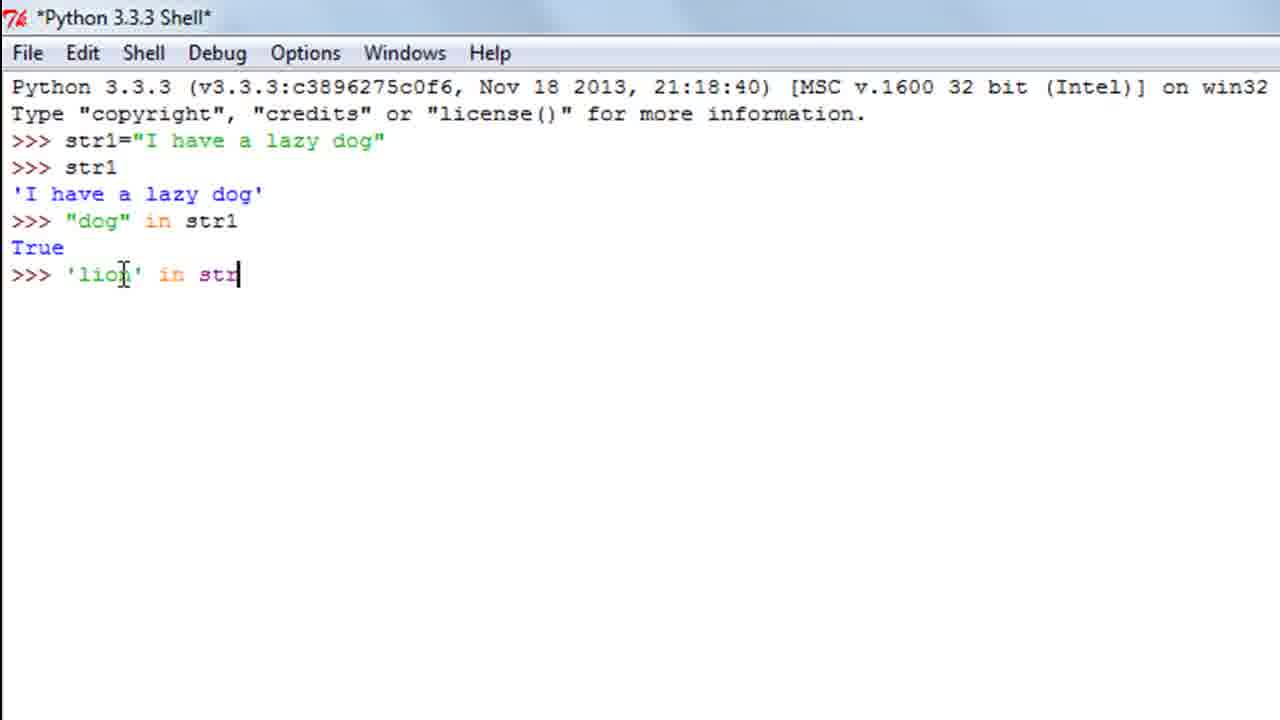 *Python 3.3.3 Shell*
File Edit Shell Debug Options Windows Help
Python 3.3.3 (v3.3.3:c3896275c0f6, Nov 18 2013, 21:18:40) [MSC v.1600 32 bit (Intel)] on win32
Type "copyright", "credits" or "license()" for more information.
>>> str1="I have a lazy dog"
>>> str1
'I have a lazy dog'
>>> "dog" in str1
True
>>> 'lion' in str